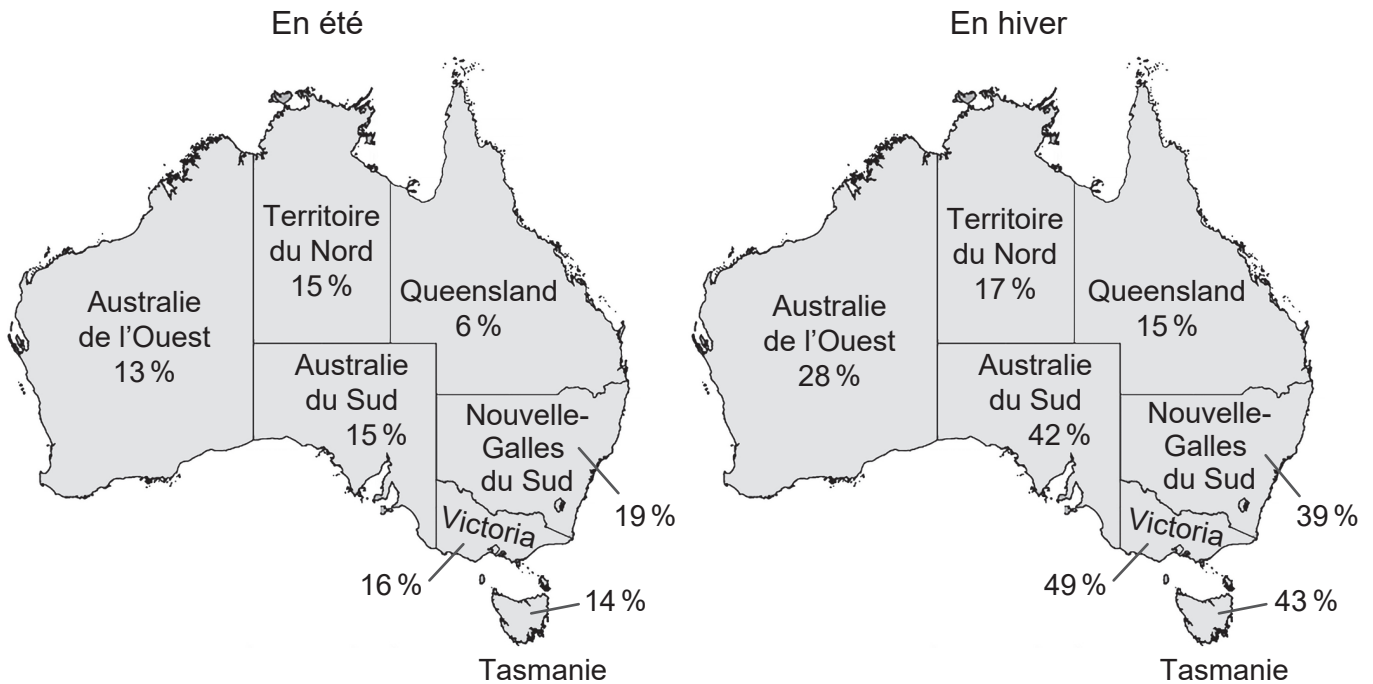 En été
Territoire
du Nord
15 %
Australie
de l’Ouest
13 %
Queensland
6 %
Australie
du Sud
15 %
Nouvelle-
Galles
du Sud
19 %
Victoria
16 %
14 %
Tasmanie
En hiver
Territoire
du Nord
17 %
Australie
de l’Ouest
28 %
Queensland
15 %
Australie
du Sud
42 %
Nouvelle-
Galles
du Sud
39 %
Victoria
49 %
43 %
Tasmanie